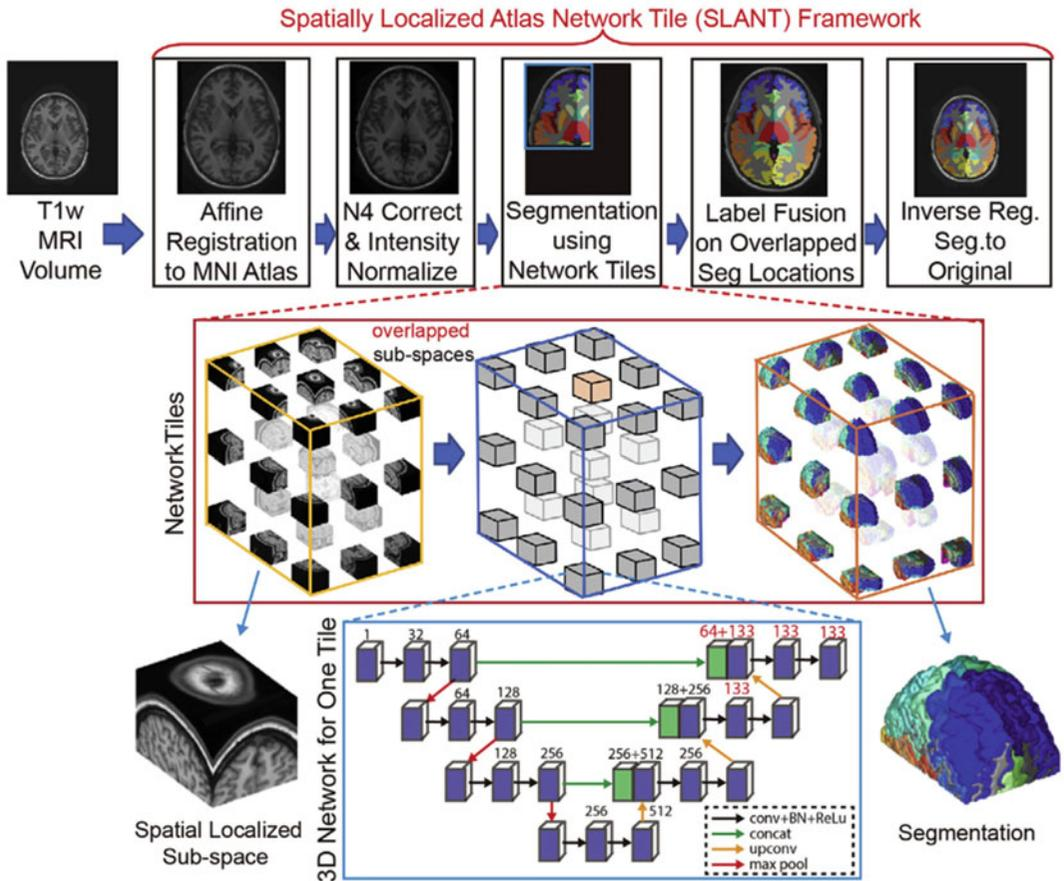 Spatially Localized Atlas Network Tile (SLANT) Framework
T1w
MRI
Volume
Affine
Registration
to MNI Atlas
N4 Correct
& Intensity
Normalize
Segmentation
using
Network Tiles
Label Fusion
on Overlapped
Seg Locations
Inverse Reg.
Seg.to
Original
NetworkTiles
overlapped
sub-spaces
3D Network for One Tile
1
32
64
64+133
133
133
64
128
128+256
133
128
256
256+512
256
256
512
conv+BN+ReLu
concat
upconv
max pool
Spatial Localized
Sub-space
Segmentation